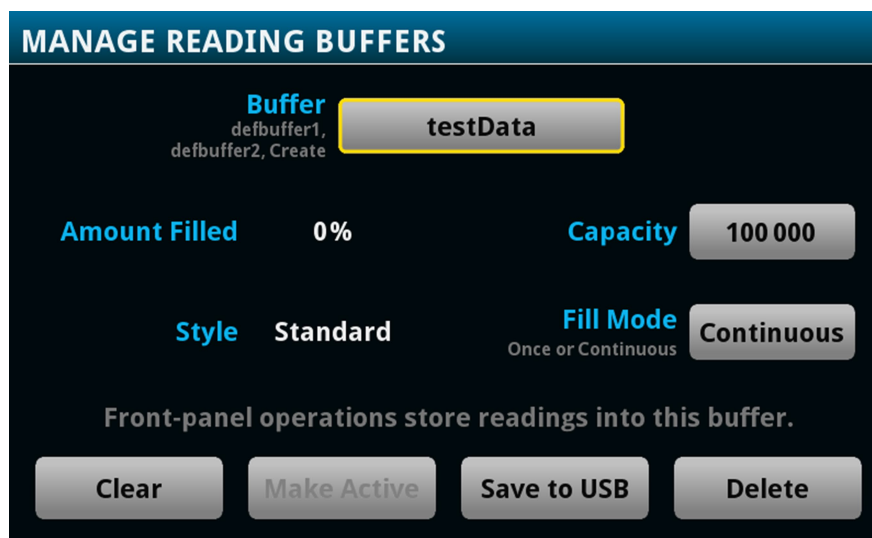 MANAGE READING BUFFERS
Buffer
defbuffer1,
defbuffer2, Create
testData
Amount Filled 0% Capacity 100 000
Style Standard Fill Mode
Once or Continuous
Continuous
Front-panel operations store readings into this buffer.
Clear Make Active Save to USB Delete